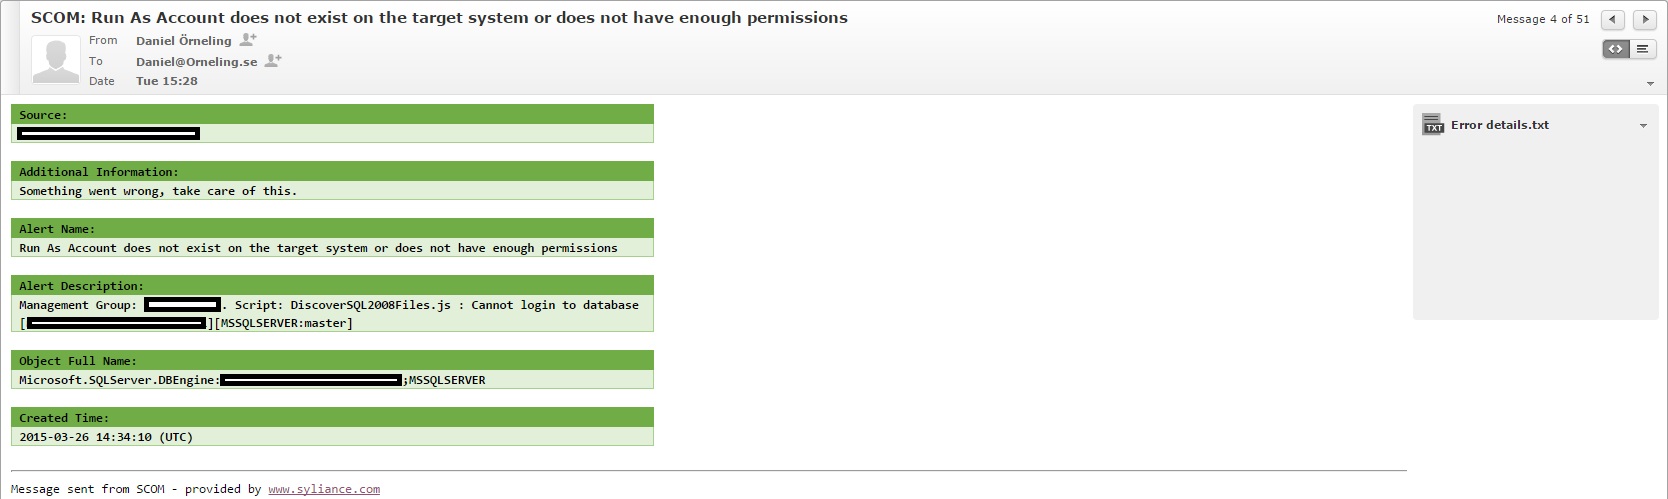 SCOM: Run As Account does not exist on the target system or does not have enough permissions
Message 4 of 51
From Daniel Örneling
To Daniel@Orneling.se
Date Tue 15:28
Source:
Error details.txt
TXT
Additional Information:
Something went wrong, take care of this.
Alert Name:
Run As Account does not exist on the target system or does not have enough permissions
Alert Description:
Management Group: . Script: DiscoverSQL2008Files.js : Cannot login to database
[][MSSQLSERVER:master]
Object Full Name:
Microsoft.SQLServer.DBEngine:;MSSQLSERVER
Created Time:
2015-03-26 14:34:10 (UTC)
Message sent from SCOM - provided by www.syliance.com